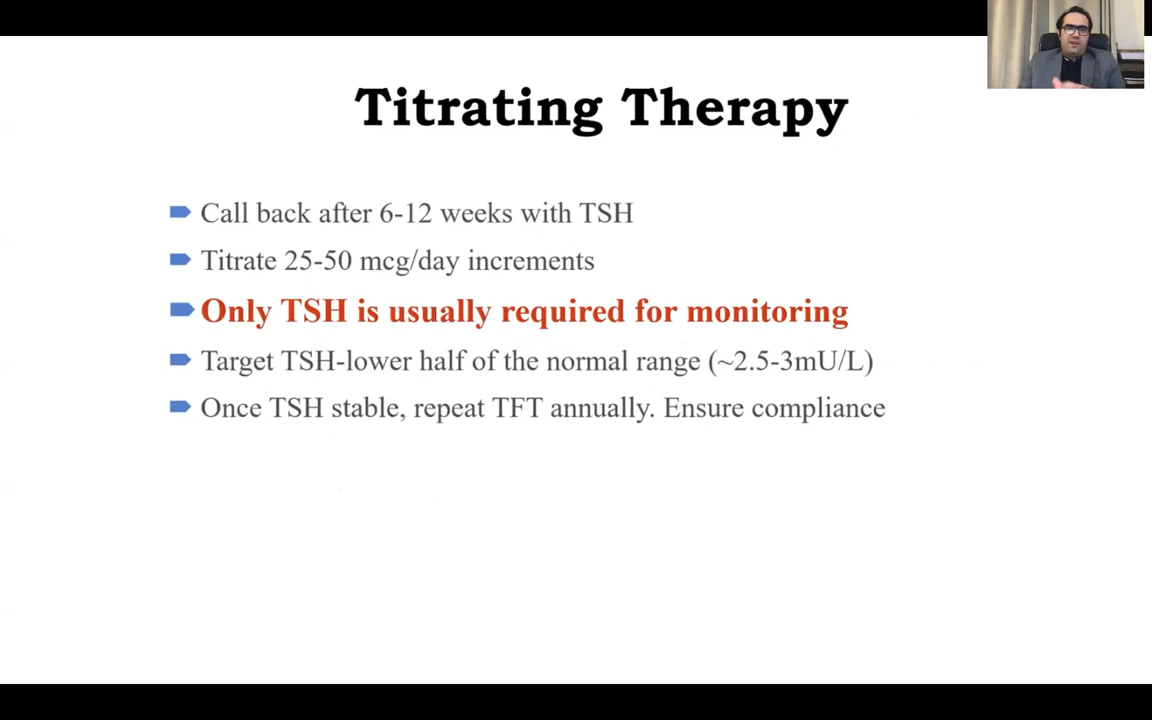 Titrating Therapy
Call back after 6-12 weeks with TSH
Titrate 25-50 mcg/day increments
Only TSH is usually required for monitoring
Target TSH-lower half of the normal range (~2.5-3mU/L)
Once TSH stable, repeat TFT annually. Ensure compliance